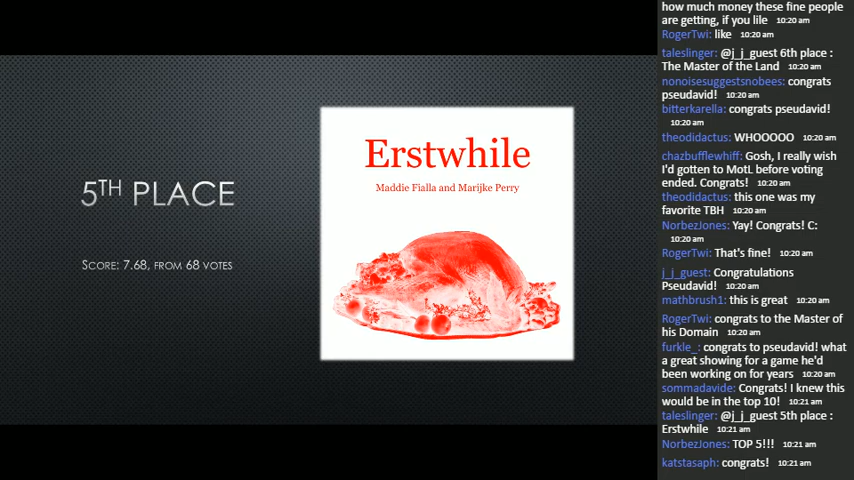 5TH PLACE
SCORE: 7.68, FROM 68 VOTES
Erstwhile
Maddie Fialla and Marijke Perry
how much money these fine people
are getting, if you lile 10:20 am
RogerTwi: like 10:20 am
taleslinger: @j_j_guest 6th place :
The Master of the Land 10:20 am
nonoisesuggestsnobees: congrats
pseudavid! 10:20 am
bitterkarella: congrats pseudavid!
10:20 am
theodidactus: WHOOOOO 10:20 am
chazbufflewhiff: Gosh, I really wish
I'd gotten to MotL before voting
ended. Congrats! 10:20 am
theodidactus: this one was my
favorite TBH 10:20 am
NorbezJones: Yay! Congrats! C:
10:20 am
RogerTwi: That's fine! 10:20 am
j_j_guest: Congratulations
Pseudavid! 10:20 am
mathbrush1: this is great 10:20 am
RogerTwi: congrats to the Master of
his Domain 10:20 am
furkle_: congrats to pseudavid! what
a great showing for a game he'd
been working on for years 10:20 am
sommadavide: Congrats! I knew this
would be in the top 10! 10:21 am
taleslinger: @j_j_guest 5th place :
Erstwhile 10:21 am
NorbezJones: TOP 5!!! 10:21 am
katstasaph: congrats! 10:21 am